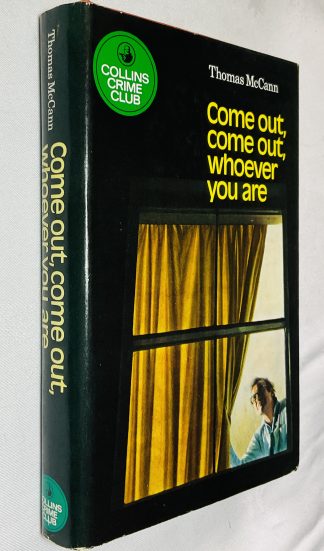 COLLINS
CRIME
CLUB
Thomas McCann
Come out,
come out,
whoever
you are
Thomas McCann
Come out, come out,
whoever you are
COLLINS
CRIME CLUB